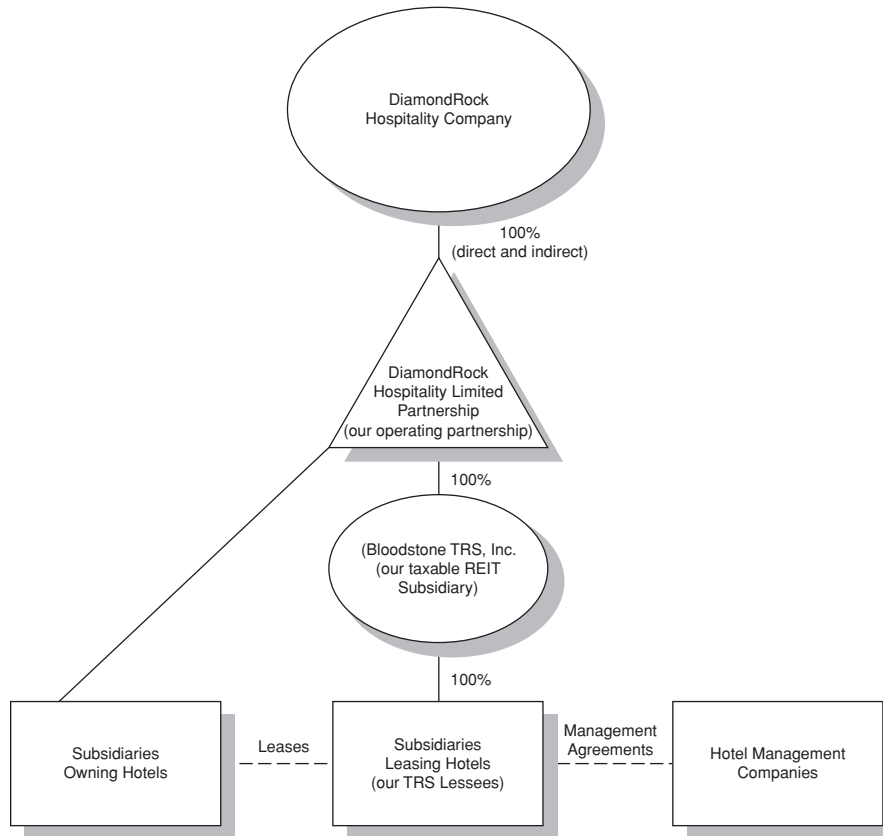 DiamondRock
Hospitality Company
100%
(direct and indirect)
DiamondRock
Hospitality Limited
Partnership
(our operating partnership)
100%
(Bloodstone TRS, Inc.
(our taxable REIT
Subsidiary)
100%
Subsidiaries
Owning Hotels
Leases
Subsidiaries
Leasing Hotels
(our TRS Lessees)
Management
Agreements
Hotel Management
Companies